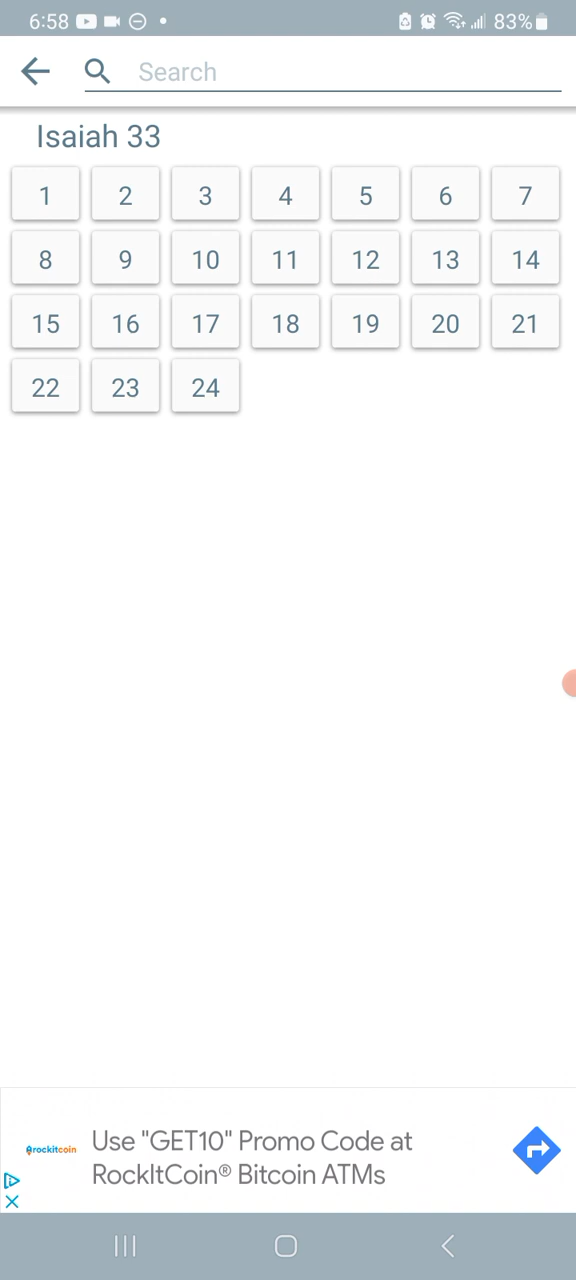 6:58 83%
Search
Isaiah 33
1 2 3 4 5 6 7
8 9 10 11 12 13 14
15 16 17 18 19 20 21
22 23 24
rockitcoin
Use "GET10" Promo Code at
RockItCoin® Bitcoin ATMs